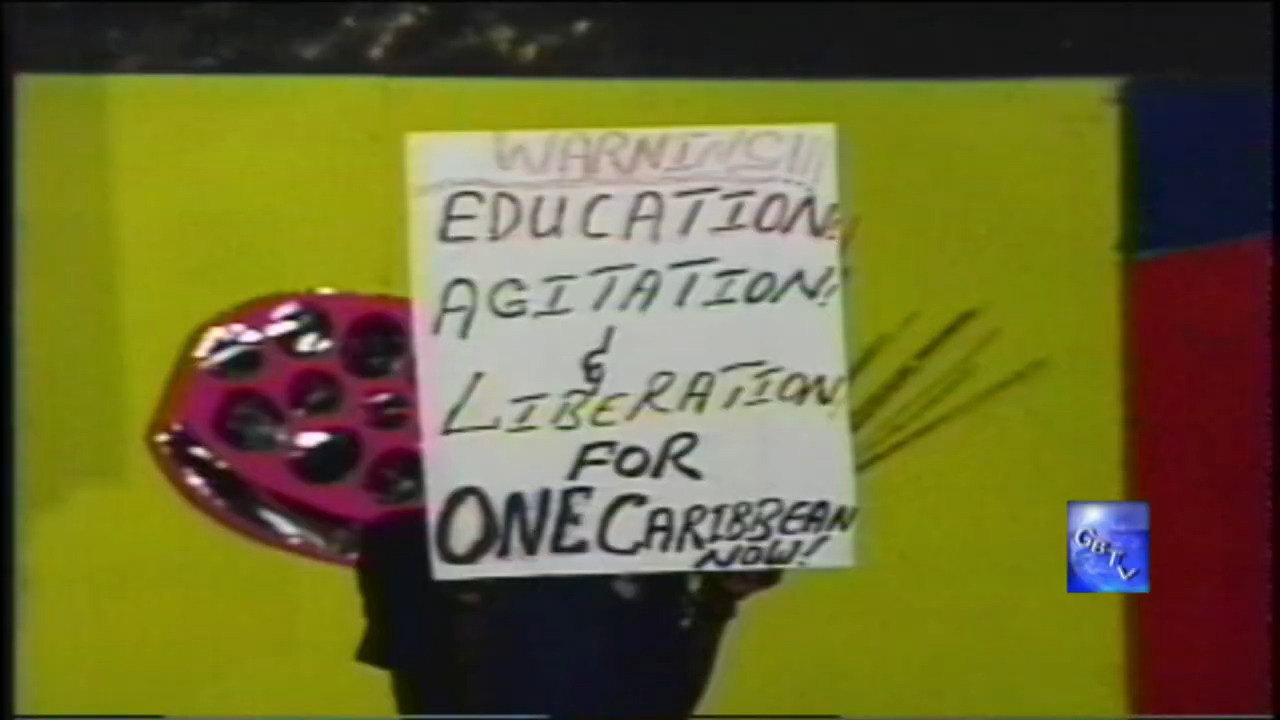 WARNING!!!
EDUCATION!
AGITATION!
&
LIBERATION!
FOR
ONE CARIBBEAN
NOW!
GBTV